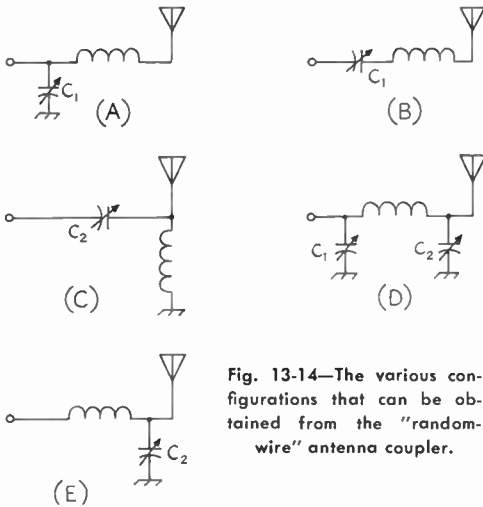 C₁
(A)
C₁
(B)
C₂
(C)
C₁
C₂
(D)
C₂
(E)
Fig. 13-14—The various con-
figurations that can be ob-
tained from the "random-
wire" antenna coupler.